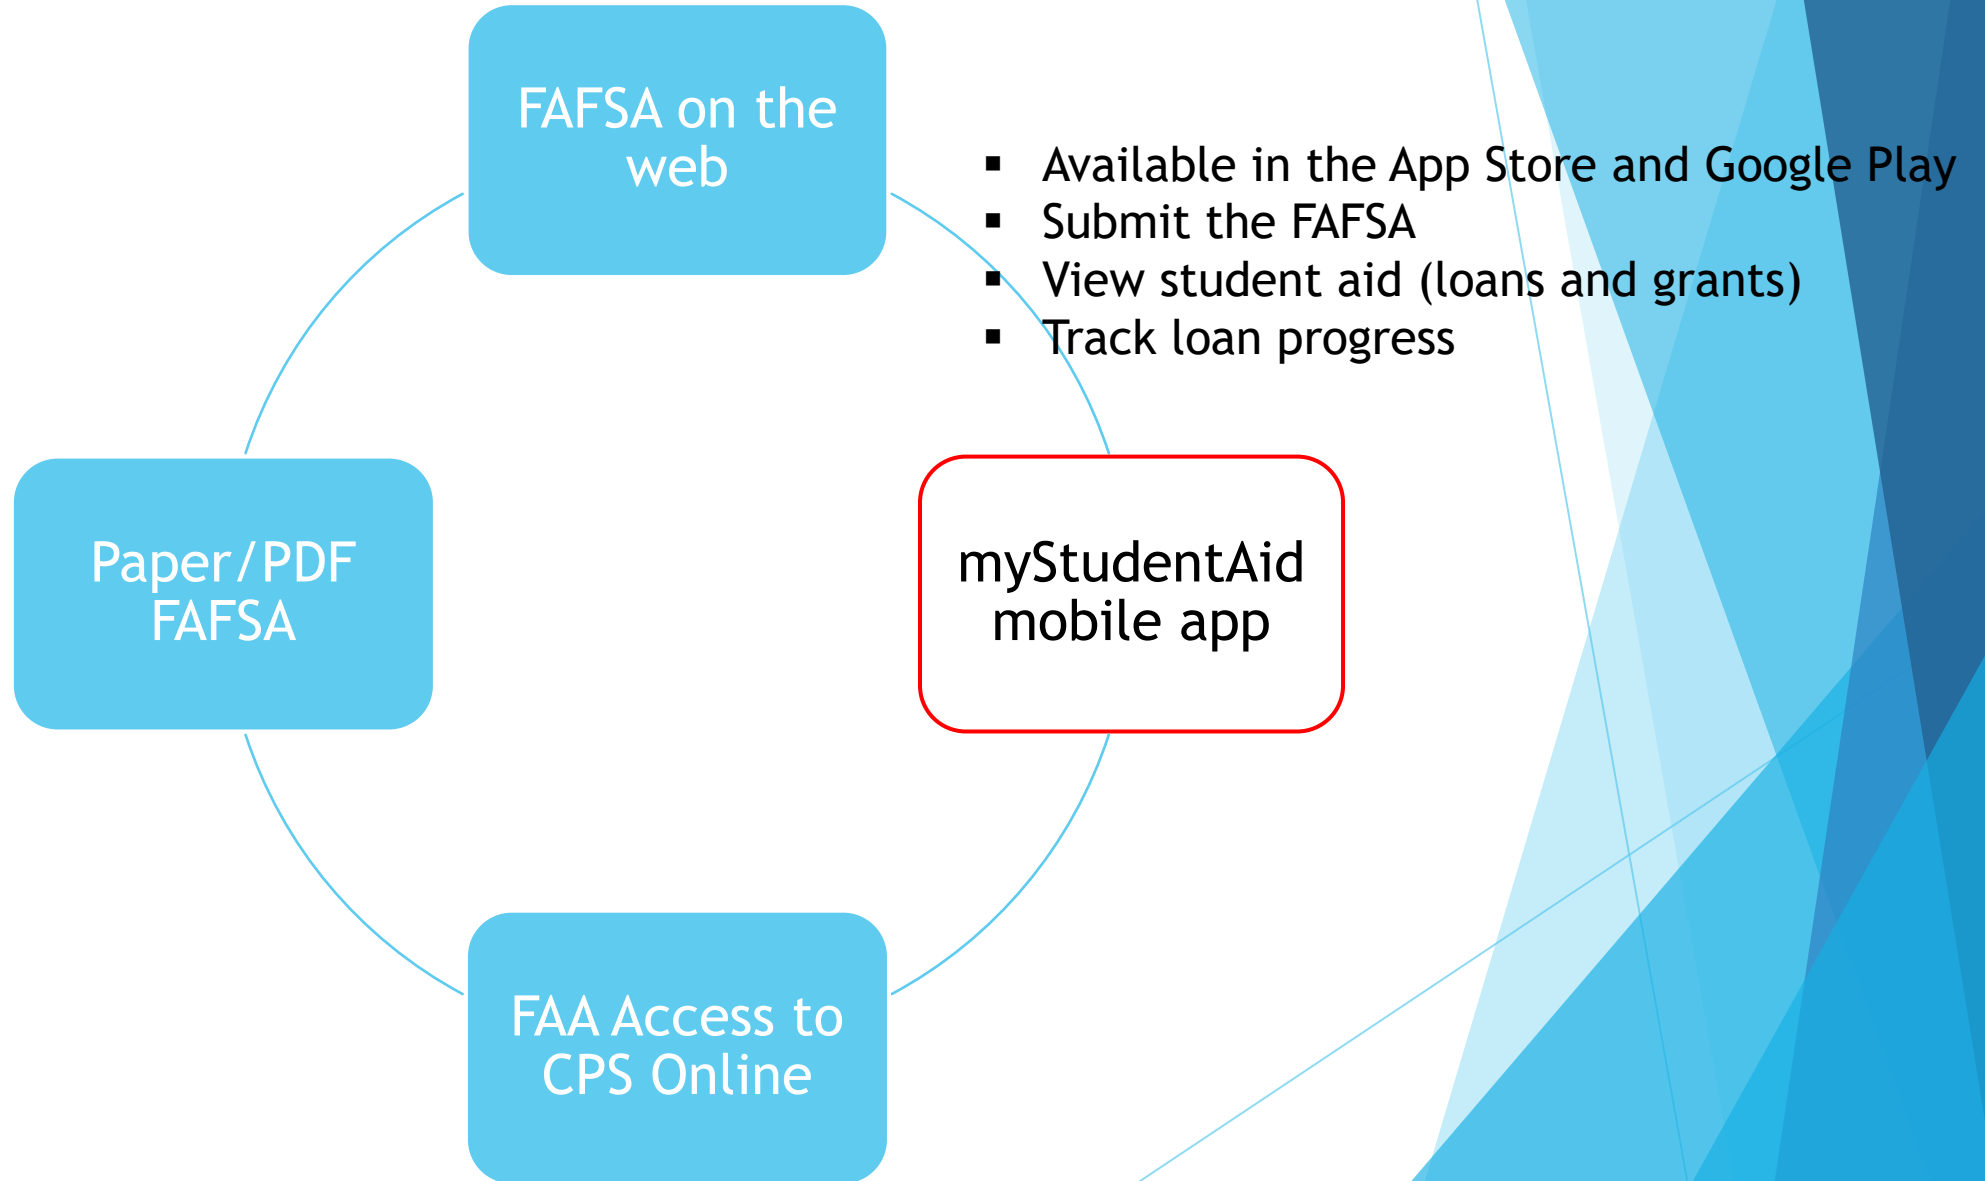 FAFSA on the
web
▪ Available in the App Store and Google Play
▪ Submit the FAFSA
▪ View student aid (loans and grants)
▪ Track loan progress
Paper/PDF
FAFSA
myStudentAid
mobile app
FAA Access to
CPS Online